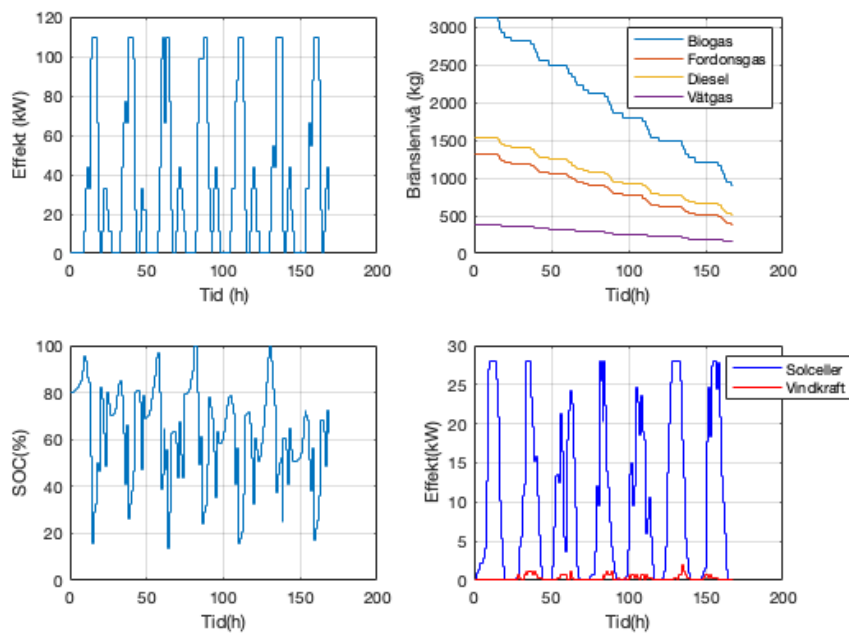 120
100
80
60
40
20
0
Effekt (kW)
0 50 100 150 200
Tid (h)
3000
2500
2000
1500
1000
500
0
Bränslenivå (kg)
Biogas
Fordonsgas
Diesel
Vätgas
0 50 100 150 200
Tid(h)
100
80
60
40
20
0
SOC(%)
0 50 100 150 200
Tid(h)
30
25
20
15
10
5
0
Effekt(kW)
Solceller
Vindkraft
0 50 100 150 200
Tid(h)